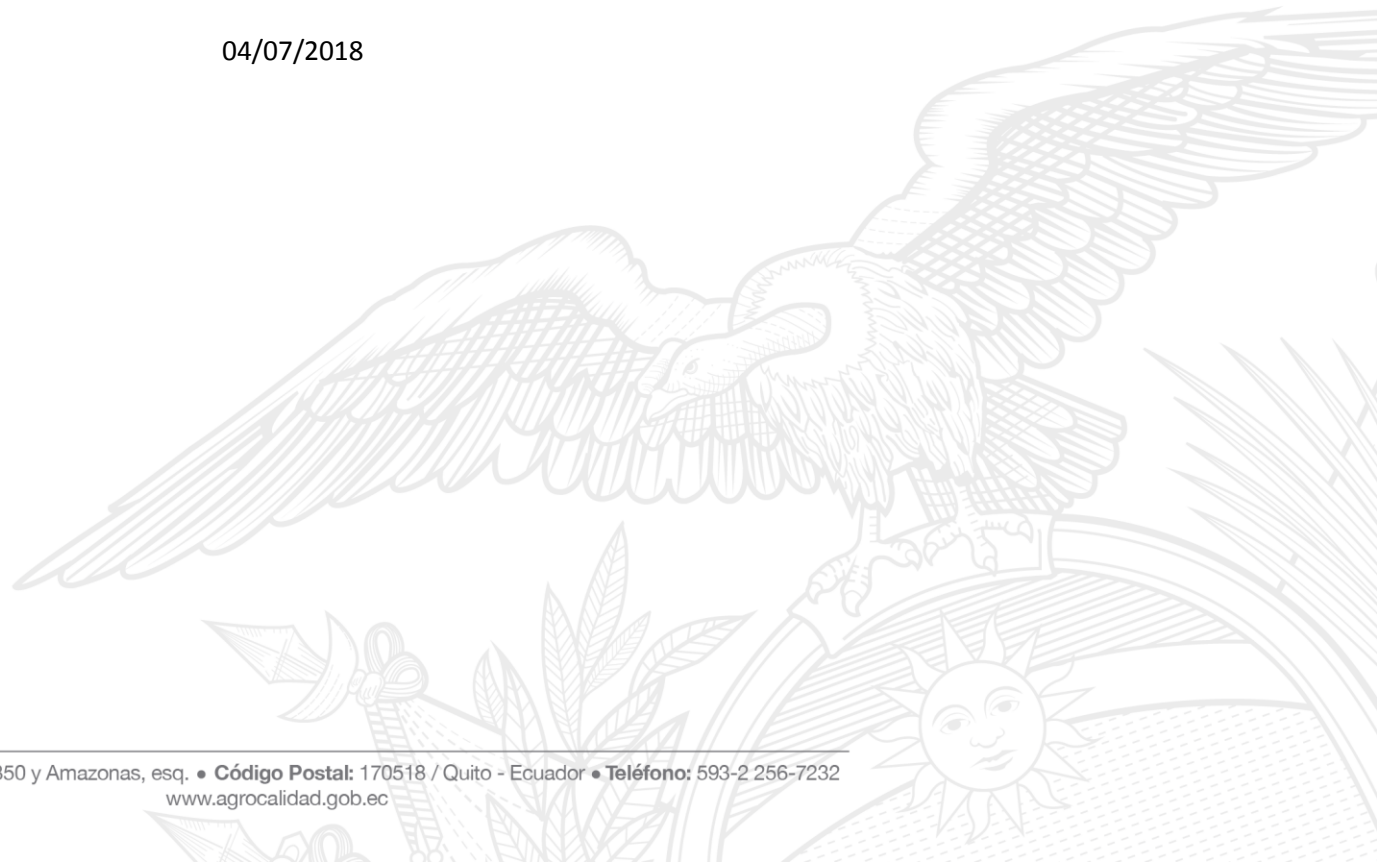 04/07/2018
350 y Amazonas, esq. • Código Postal: 170518 / Quito - Ecuador • Teléfono: 593-2 256-7232
www.agrocalidad.gob.ec